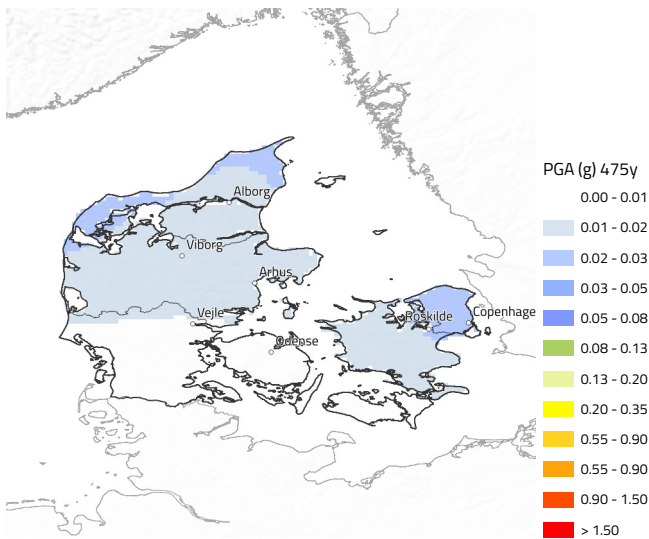 Alborg
Viborg
Arhus
Vejle
Odense
Roskilde
Copenhage
PGA (g) 475y
0.00 - 0.01
0.01 - 0.02
0.02 - 0.03
0.03 - 0.05
0.05 - 0.08
0.08 - 0.13
0.13 - 0.20
0.20 - 0.35
0.55 - 0.90
0.55 - 0.90
0.90 - 1.50
> 1.50